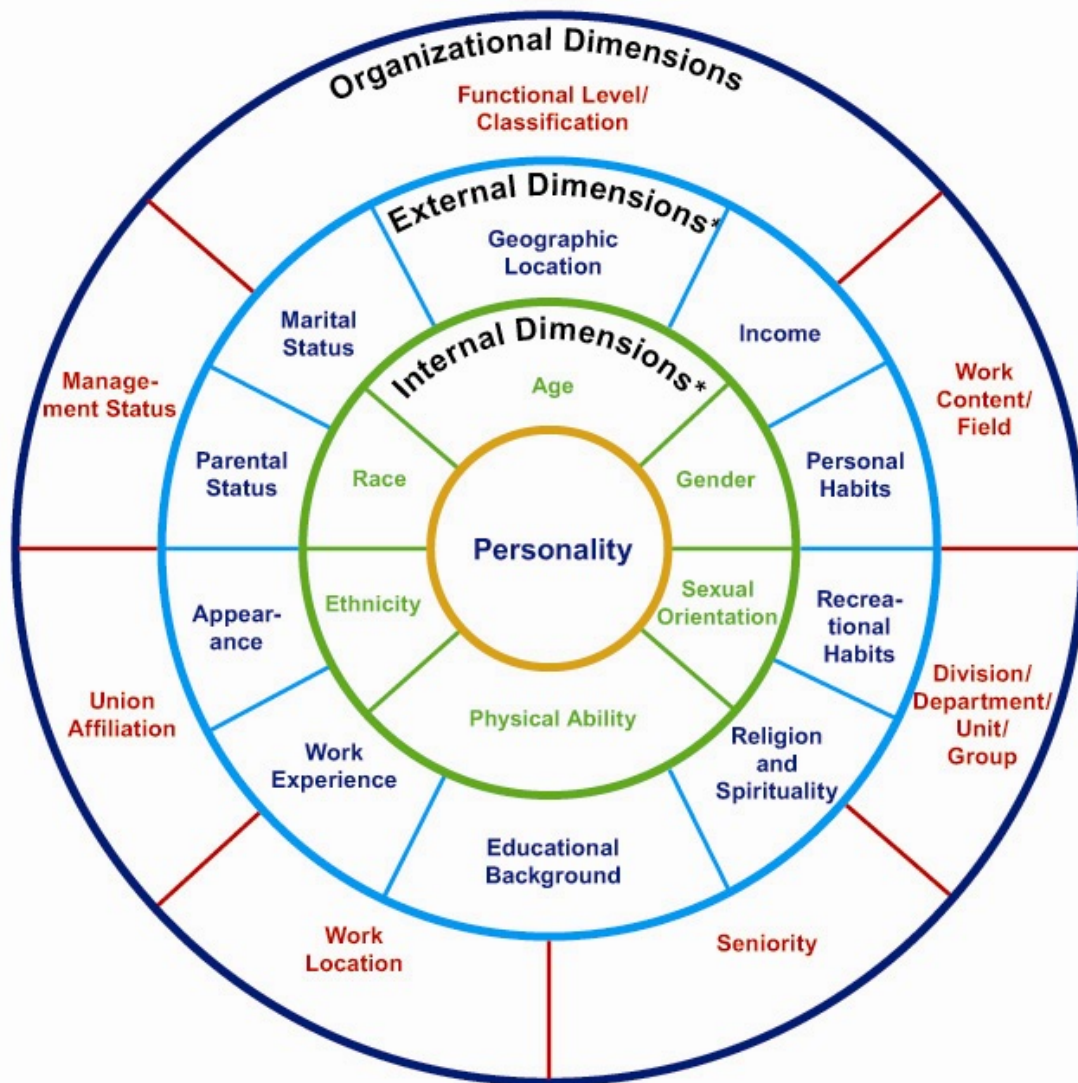 Organizational Dimensions
Functional Level/
Classification
External Dimensions*
Geographic
Location
Marital
Status
Income
Internal Dimensions*
Age
Manage-
ment Status
Work
Content/
Field
Parental
Status
Race
Gender
Personal
Habits
Personality
Appear-
ance
Ethnicity
Sexual
Orientation
Recrea-
tional
Habits
Union
Affiliation
Division/
Department/
Unit/
Group
Physical Ability
Work
Experience
Religion
and
Spirituality
Educational
Background
Work
Location
Seniority